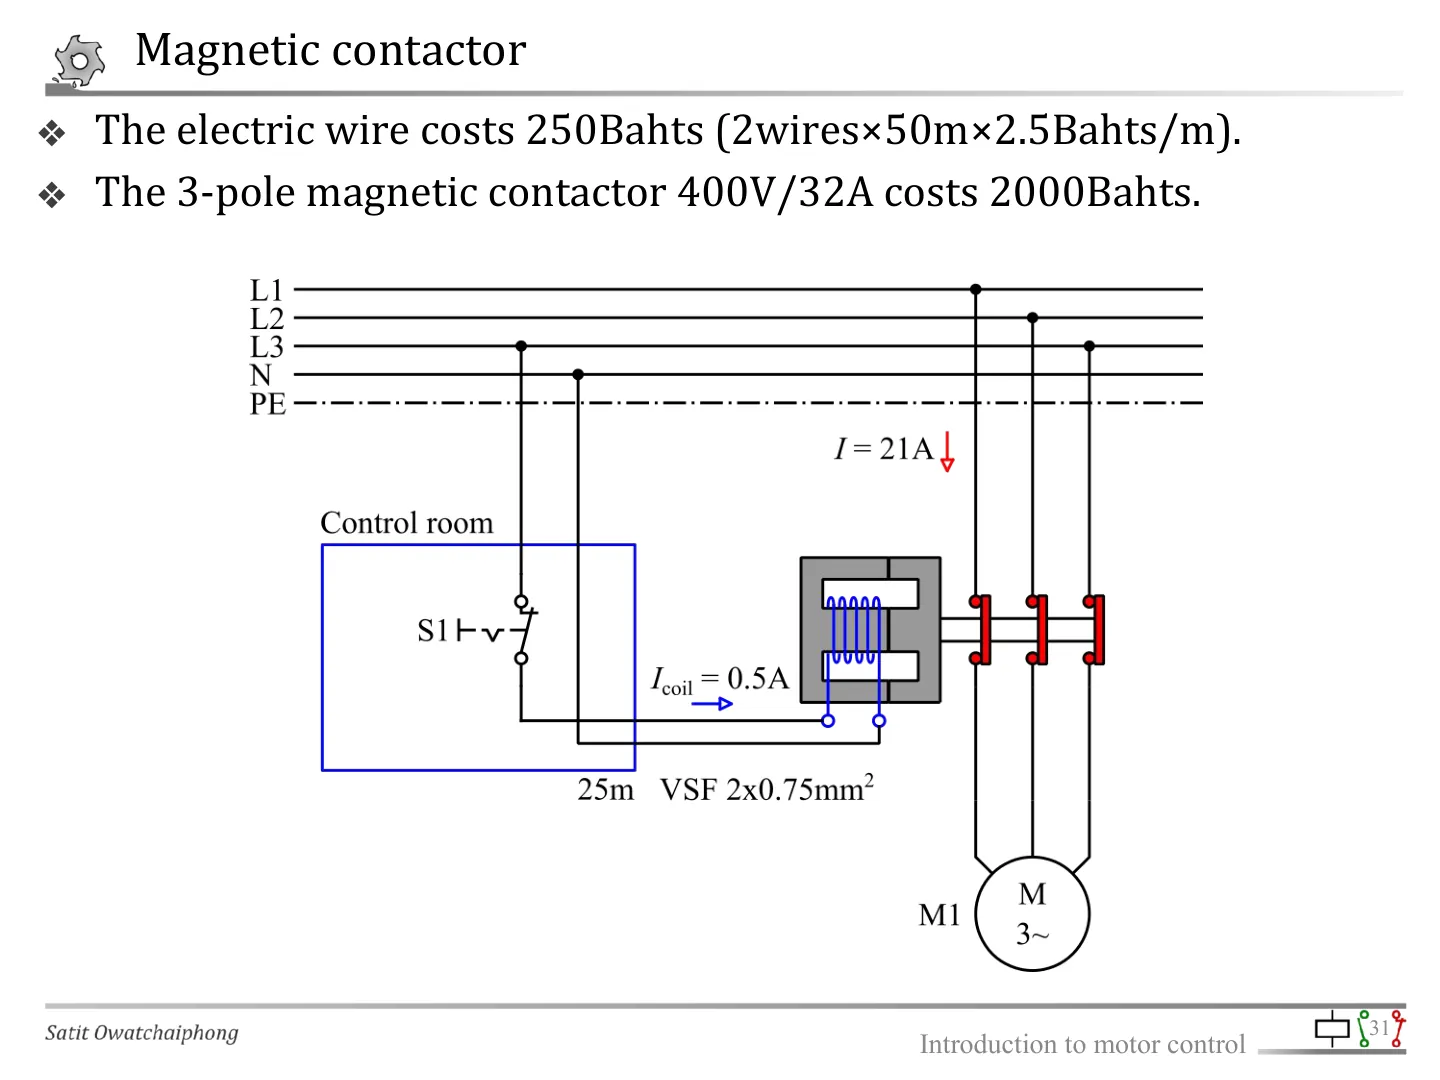 Magnetic contactor
❖ The electric wire costs 250Bahts (2wires×50m×2.5Bahts/m).
❖ The 3-pole magnetic contactor 400V/32A costs 2000Bahts.
L1
L2
L3
N
PE
I = 21A
Control room
S1
Icoil = 0.5A
25m VSF 2x0.75mm²
M1
M
3~
Satit Owatchaiphong
Introduction to motor control
31